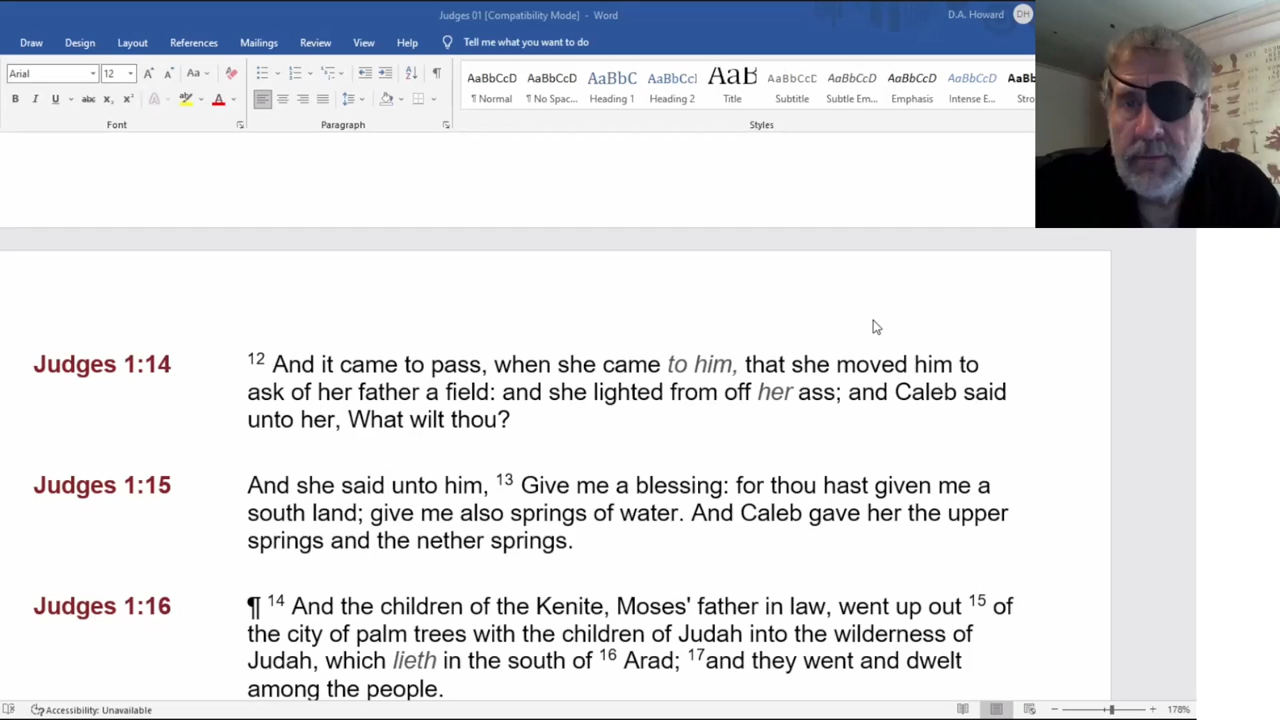 Judges 01 [Compatibility Mode] - Word
D.A. Howard
DH
Draw Design Layout References Mailings Review View Help Tell me what you want to do
Arial 12 Aa
AaBbCcD AaBbCcD AaBbC AaBbCcI AaB AaBbCcD AaBbCcD AaBbCcD AaBbCcD
B I U abc x₂ x² A A
¶ Normal ¶ No Spac... Heading 1 Heading 2 Title Subtitle Subtle Em... Emphasis Intense E... Stro
Font Paragraph Styles
Judges 1:14 12 And it came to pass, when she came to him, that she moved him to
ask of her father a field: and she lighted from off her ass; and Caleb said
unto her, What wilt thou?
Judges 1:15 And she said unto him, 13 Give me a blessing: for thou hast given me a
south land; give me also springs of water. And Caleb gave her the upper
springs and the nether springs.
Judges 1:16 ¶ 14 And the children of the Kenite, Moses' father in law, went up out 15 of
the city of palm trees with the children of Judah into the wilderness of
Judah, which lieth in the south of 16 Arad; 17and they went and dwelt
among the people.
Accessibility: Unavailable 178%